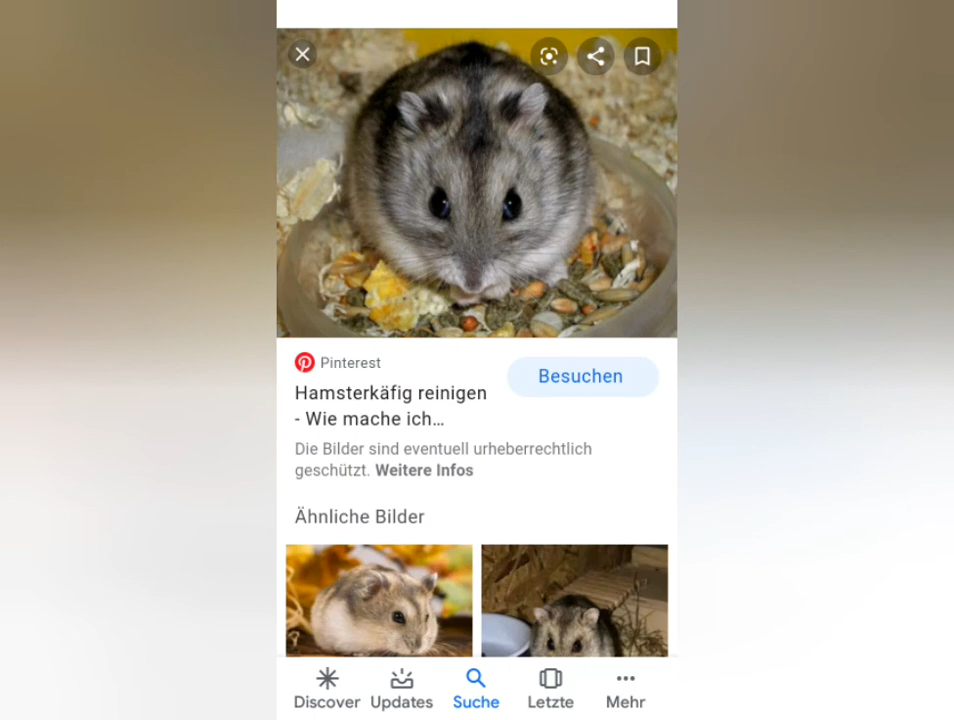 Pinterest
Besuchen
Hamsterkäfig reinigen
- Wie mache ich…
Die Bilder sind eventuell urheberrechtlich
geschützt. Weitere Infos
Ähnliche Bilder
Discover Updates Suche Letzte Mehr